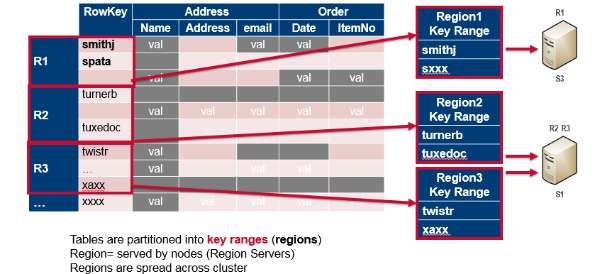 RowKey Address Order
Name Address email Date ItemNo
R1 smithj val val val
spata
val val val
R2 turnerb
val val val val val
tuxedoc
R3 twistr val
... val val val
xaxx
... xxxx val val
Region1
Key Range
smithj
sxxx
R1
S3
Region2
Key Range
turnerb
tuxedoc
R2 R3
S1
Region3
Key Range
twistr
xaxx
Tables are partitioned into key ranges (regions)
Region= served by nodes (Region Servers)
Regions are spread across cluster